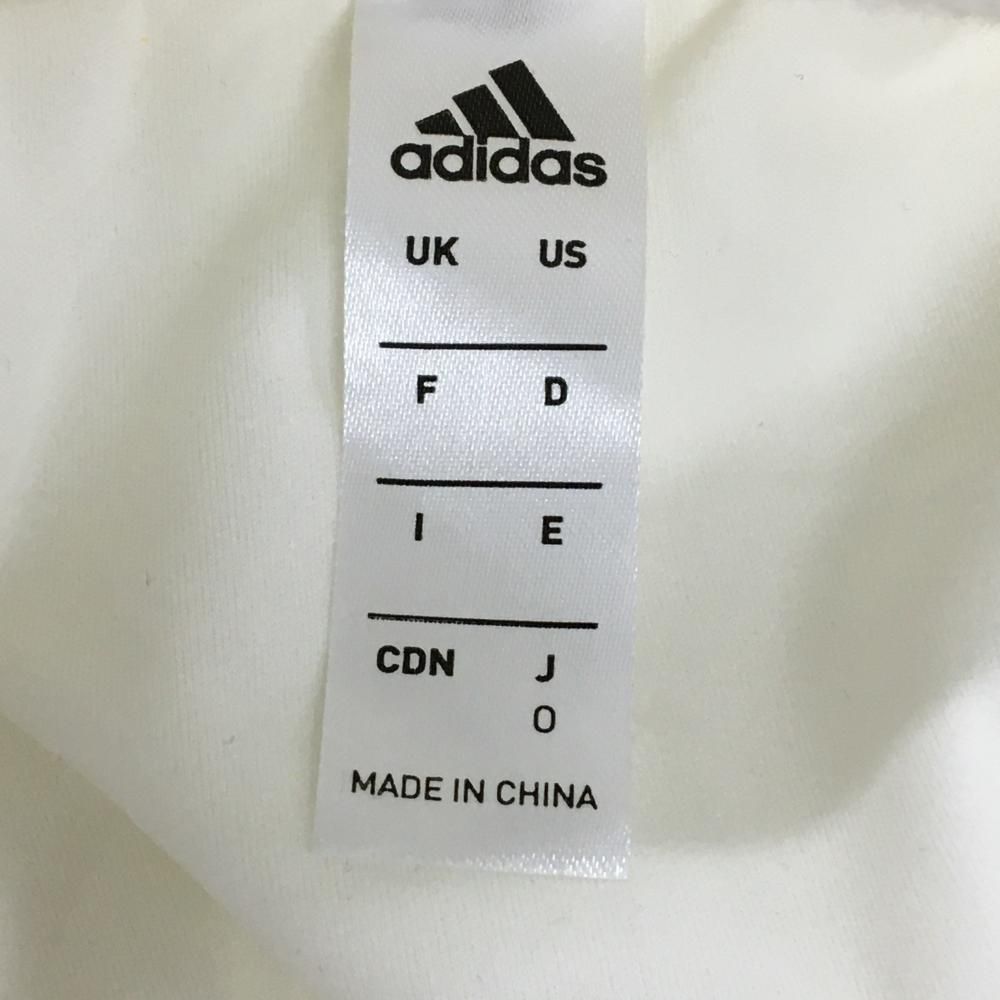 adidas
UK US
F D
I E
CDN J
O
MADE IN CHINA